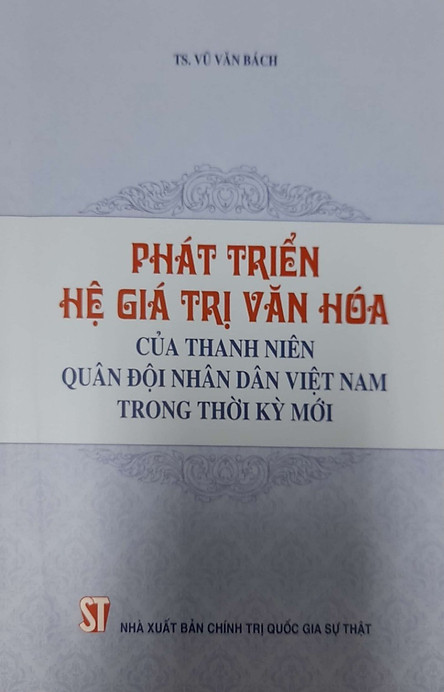 TS. VŨ VĂN BÁCH
PHÁT TRIỂN
HỆ GIÁ TRỊ VĂN HÓA
CỦA THANH NIÊN
QUÂN ĐỘI NHÂN DÂN VIỆT NAM
TRONG THỜI KỲ MỚI
ST NHÀ XUẤT BẢN CHÍNH TRỊ QUỐC GIA SỰ THẬT